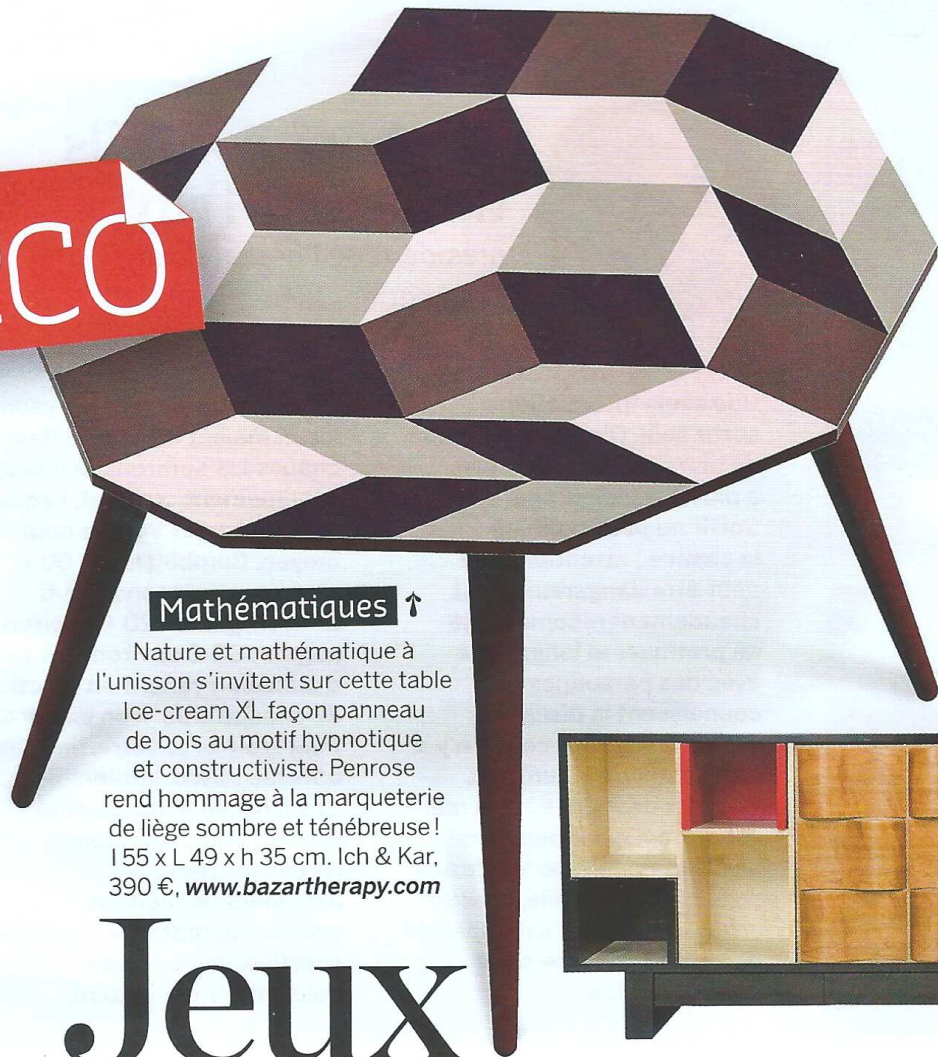 CO
Mathématiques ↑
Nature et mathématique à
l'unisson s'invitent sur cette table
Ice-cream XL façon panneau
de bois au motif hypnotique
et constructiviste. Penrose
rend hommage à la marqueterie
de liège sombre et ténébreuse !
l 55 x L 49 x h 35 cm. Ich & Kar,
390 €, www.bazartherapy.com
Jeux